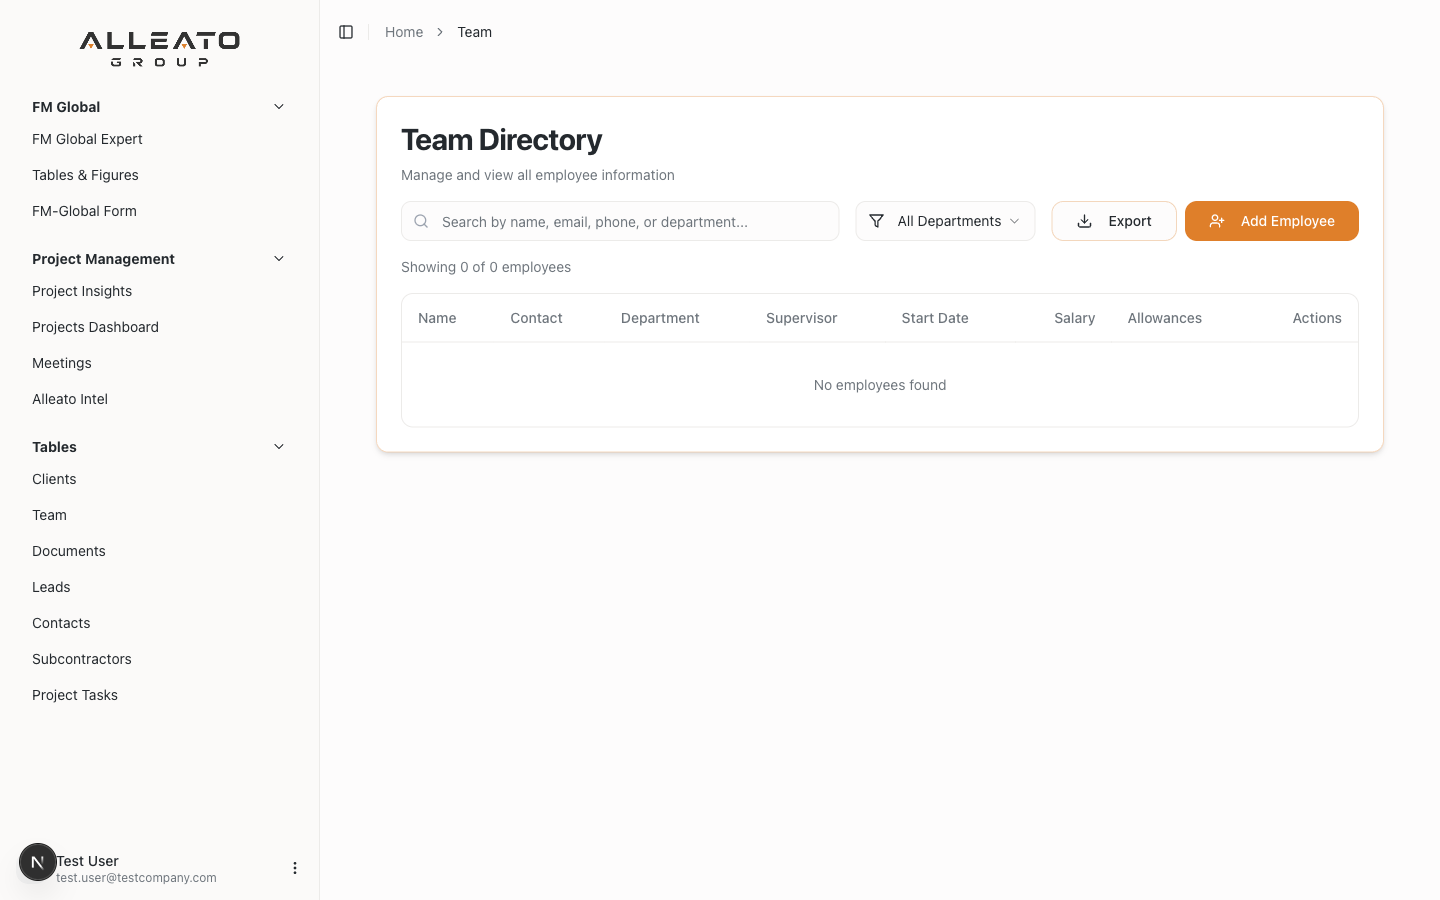 ALLEATO
GROUP
FM Global
FM Global Expert
Tables & Figures
FM-Global Form
Project Management
Project Insights
Projects Dashboard
Meetings
Alleato Intel
Tables
Clients
Team
Documents
Leads
Contacts
Subcontractors
Project Tasks
N
Test User
test.user@testcompany.com
Home > Team
Team Directory
Manage and view all employee information
Search by name, email, phone, or department...
All Departments
Export
Add Employee
Showing 0 of 0 employees
Name Contact Department Supervisor Start Date Salary Allowances Actions
No employees found